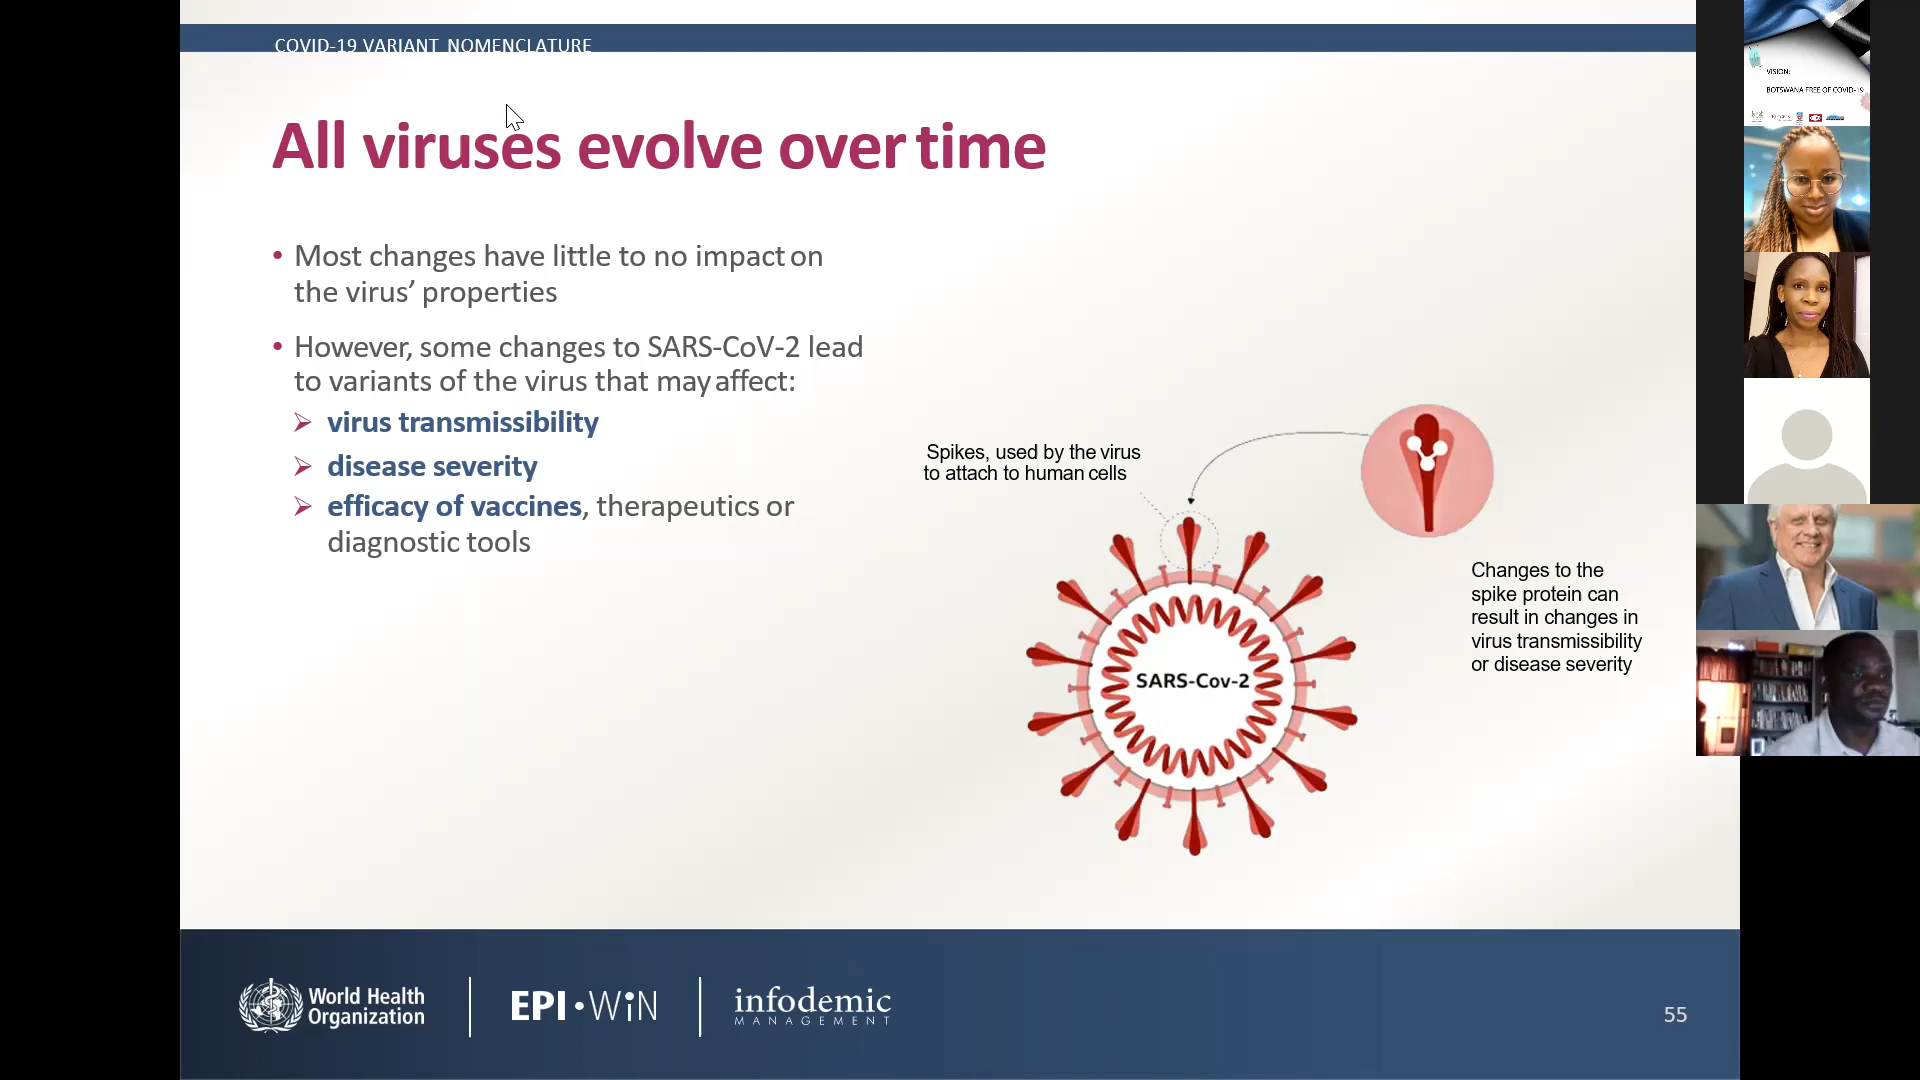 COVID-19 VARIANT NOMENCLATURE
All viruses evolve over time
• Most changes have little to no impact on
the virus’ properties
• However, some changes to SARS-CoV-2 lead
to variants of the virus that may affect:
➢ virus transmissibility
➢ disease severity
➢ efficacy of vaccines, therapeutics or
diagnostic tools
Spikes, used by the virus
to attach to human cells
SARS-Cov-2
Changes to the
spike protein can
result in changes in
virus transmissibility
or disease severity
World Health
Organization
EPI•WiN
infodemic
MANAGEMENT
55
VISION:
BOTSWANA FREE OF COVID-19